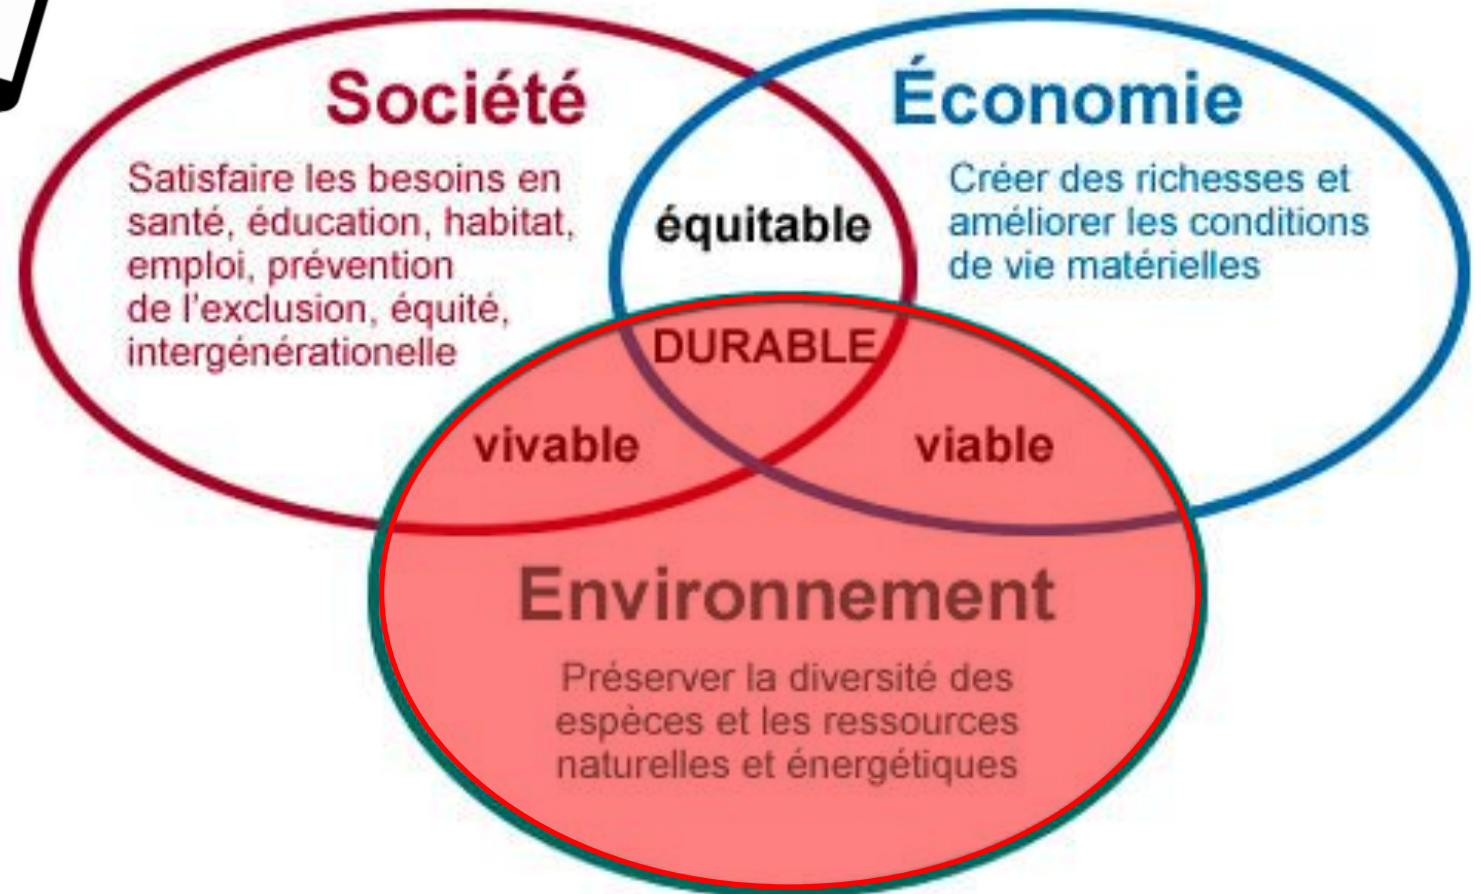 Société
Satisfaire les besoins en
santé, éducation, habitat,
emploi, prévention
de l'exclusion, équité,
intergénérationelle
équitable
Économie
Créer des richesses et
améliorer les conditions
de vie matérielles
DURABLE
vivable
viable
Environnement
Préserver la diversité des
espèces et les ressources
naturelles et énergétiques